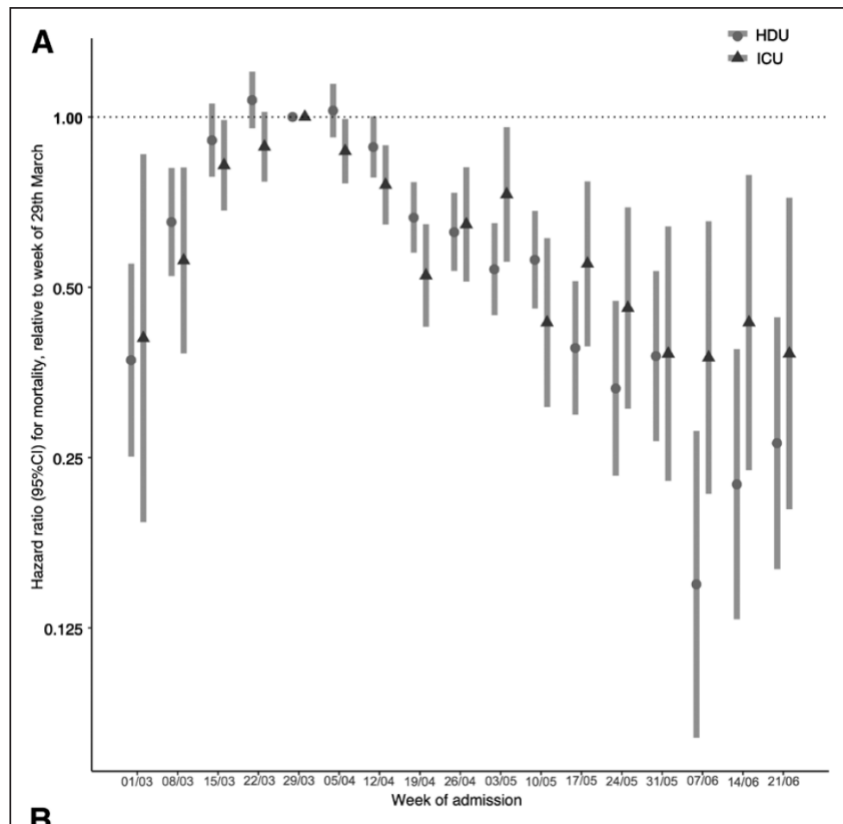 A
HDU
ICU
Hazard ratio (95%CI) for mortality, relative to week of 29th March
1.00
0.50
0.25
0.125
01/03 08/03 15/03 22/03 29/03 05/04 12/04 19/04 26/04 03/05 10/05 17/05 24/05 31/05 07/06 14/06 21/06
Week of admission
B